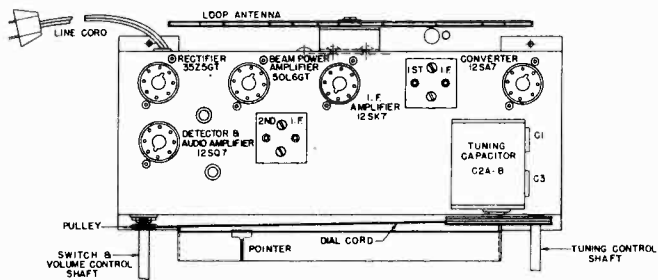 LOOP ANTENNA
LINE CORD
RECTIFIER
35Z5GT
BEAM POWER
AMPLIFIER
50L6GT
I.F.
AMPLIFIER
12SK7
1ST I.F.
CONVERTER
12SA7
DETECTOR &
AUDIO AMPLIFIER
12SQ7
2ND I.F.
TUNING
CAPACITOR
C2A-B
C1
C3
PULLEY
SWITCH &
VOLUME CONTROL
SHAFT
POINTER
DIAL CORD
TUNING CONTROL
SHAFT